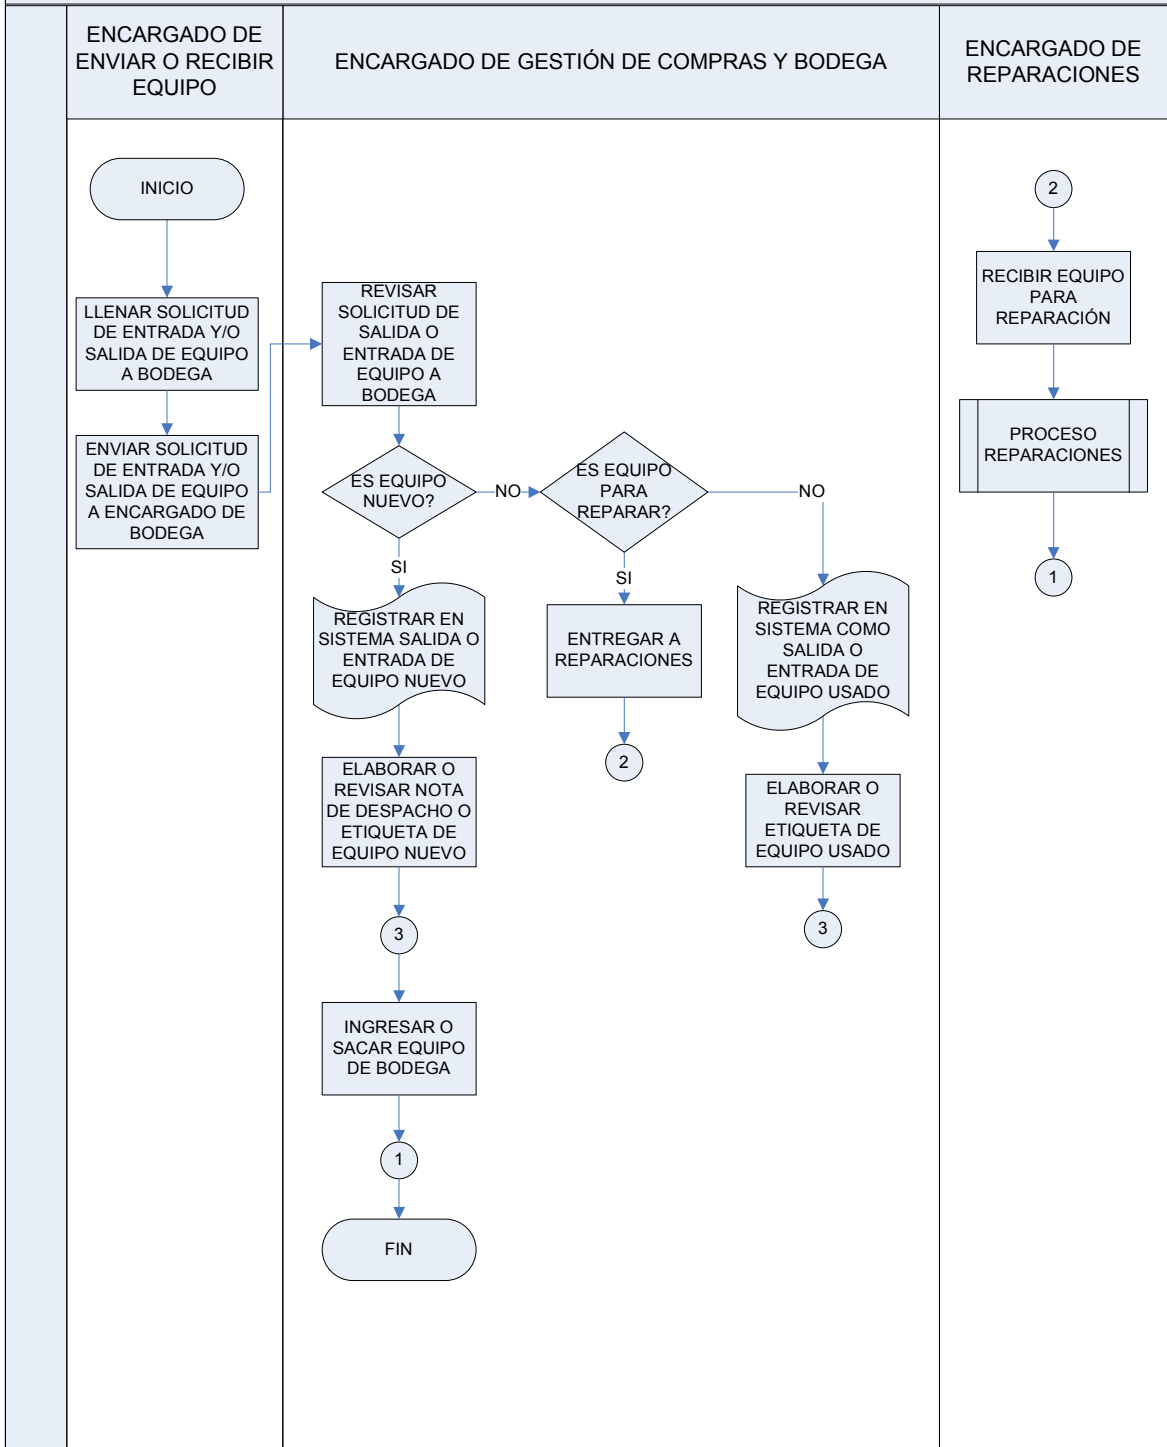 ENCARGADO DE
ENVIAR O RECIBIR
EQUIPO
ENCARGADO DE GESTIÓN DE COMPRAS Y BODEGA
ENCARGADO DE
REPARACIONES
INICIO
LLENAR SOLICITUD
DE ENTRADA Y/O
SALIDA DE EQUIPO
A BODEGA
ENVIAR SOLICITUD
DE ENTRADA Y/O
SALIDA DE EQUIPO
A ENCARGADO DE
BODEGA
REVISAR
SOLICITUD DE
SALIDA O
ENTRADA DE
EQUIPO A
BODEGA
ES EQUIPO
NUEVO?
NO
ES EQUIPO
PARA
REPARAR?
NO
SI
REGISTRAR EN
SISTEMA SALIDA O
ENTRADA DE
EQUIPO NUEVO
ELABORAR O
REVISAR NOTA
DE DESPACHO O
ETIQUETA DE
EQUIPO NUEVO
3
INGRESAR O
SACAR EQUIPO
DE BODEGA
1
FIN
SI
ENTREGAR A
REPARACIONES
2
REGISTRAR EN
SISTEMA COMO
SALIDA O
ENTRADA DE
EQUIPO USADO
ELABORAR O
REVISAR
ETIQUETA DE
EQUIPO USADO
3
2
RECIBIR EQUIPO
PARA
REPARACIÓN
PROCESO
REPARACIONES
1